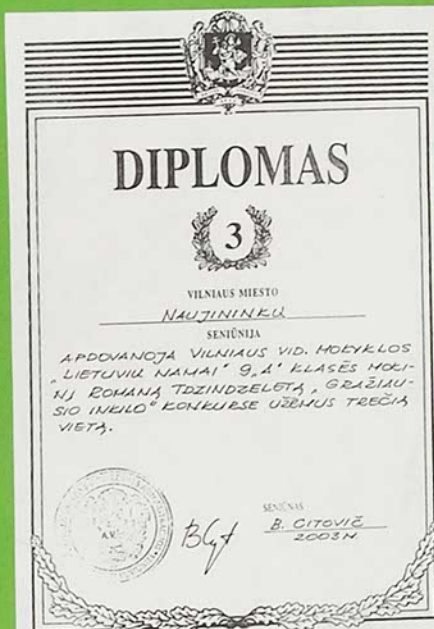 DIPLOMAS
3
VILNIAUS MIESTO
NAUJININKŲ
SENIŪNIJA
APDOVANOJA VILNIAUS VID. MOKYKLOS
„LIETUVIŲ NAMAI“ 9„A“ KLASĖS MOKI-
NĮ ROMANĄ TDZINDZELETĄ, „GRAŽIAU-
SIO INKILO“ KONKURSE UŽĖMUS TREČIĄ
VIETĄ.
A.V.
SENIŪNAS
B. CITOVIČ
2003 M